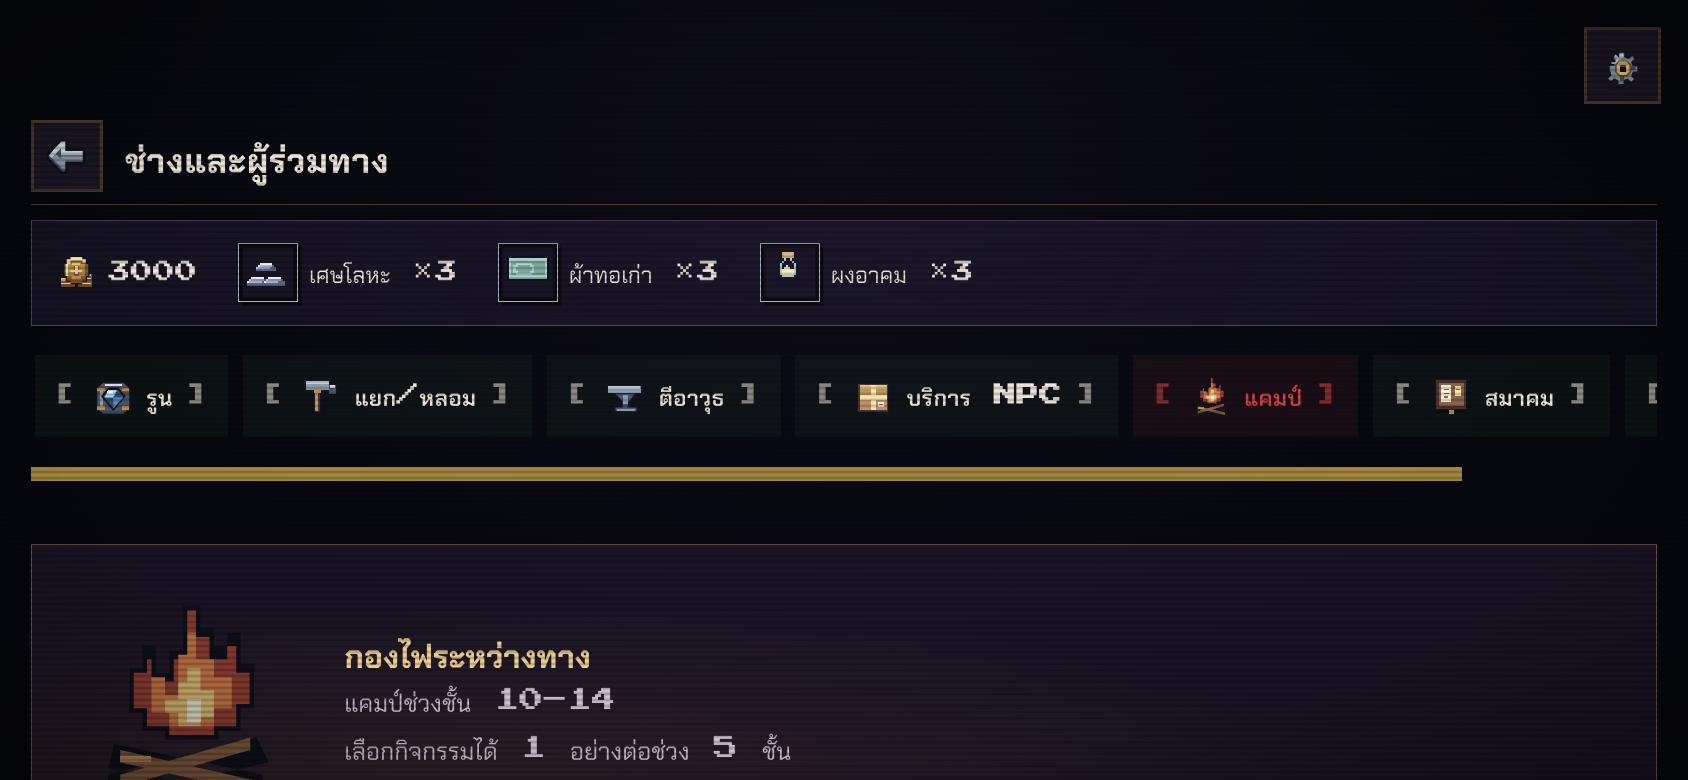 ช่างและผู้ร่วมทาง
3000 เศษโลหะ ×3 ผ้าทอเก่า ×3 ผงอาคม ×3
[ รูน ] [ แยก/หลอม ] [ ตีอาวุธ ] [ บริการ NPC ] [ แคมป์ ] [ สมาคม ] [
กองไฟระหว่างทาง
แคมป์ช่วงชั้น 10–14
เลือกกิจกรรมได้ 1 อย่างต่อช่วง 5 ชั้น